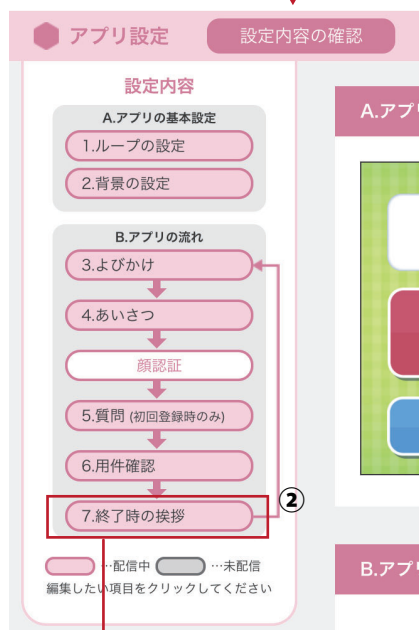 アプリ設定
設定内容の確認
設定内容
A.アプリの基本設定
1.ループの設定
2.背景の設定
B.アプリの流れ
3.よびかけ
4.あいさつ
顔認証
5.質問 (初回登録時のみ)
6.用件確認
7.終了時の挨拶
②
…配信中 …未配信
編集したい項目をクリックしてください
A.アプリ
B.アプリ